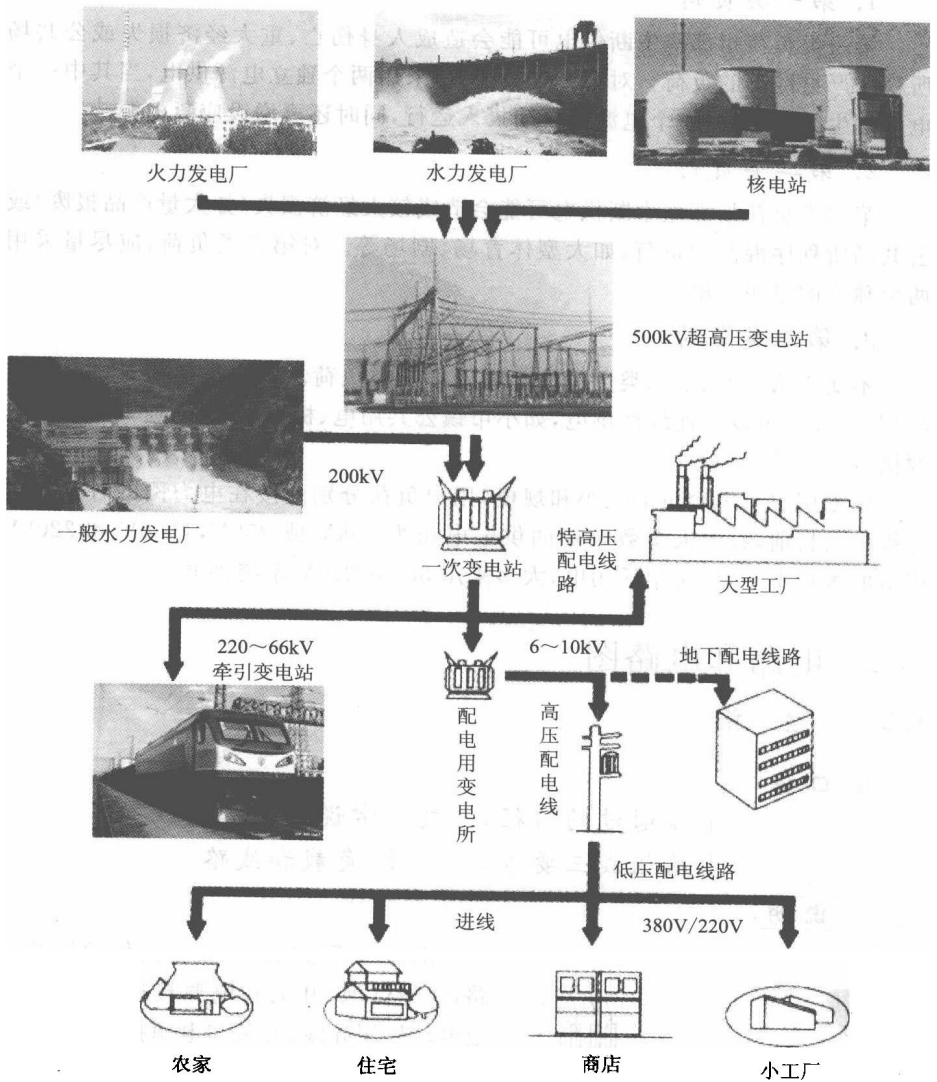 火力发电厂
水力发电厂
核电站
500kV超高压变电站
200kV
一般水力发电厂
一次变电站
特高压
配电线
路
大型工厂
220～66kV
牵引变电站
6～10kV
地下配电线路
配电用变电所
高压配电线
低压配电线路
进线
380V/220V
农家
住宅
商店
小工厂